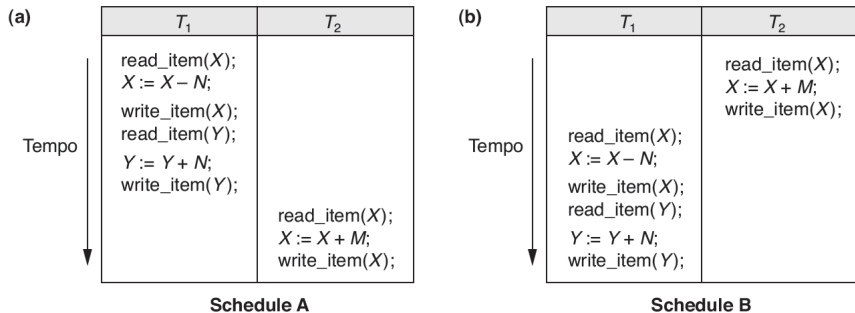 (a)
T1 T2
read_item(X);
X := X – N;
write_item(X);
read_item(Y);
Y := Y + N;
write_item(Y);
read_item(X);
X := X + M;
write_item(X);
Tempo
Schedule A
(b)
T1 T2
read_item(X);
X := X + M;
write_item(X);
read_item(X);
X := X – N;
write_item(X);
read_item(Y);
Y := Y + N;
write_item(Y);
Tempo
Schedule B